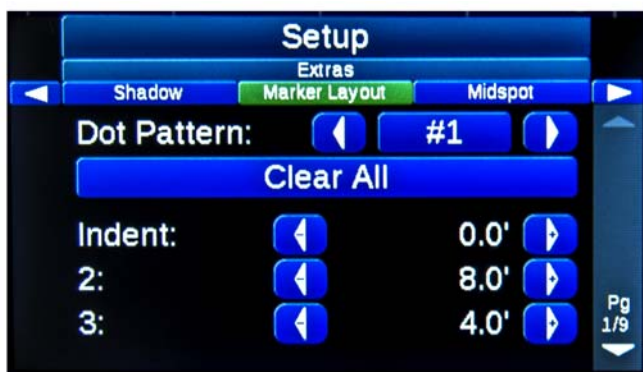 Setup
Extras
Shadow Marker Layout Midspot
Dot Pattern: #1
Clear All
Indent: - 0.0' +
2: - 8.0' +
3: - 4.0' +
Pg
1/9